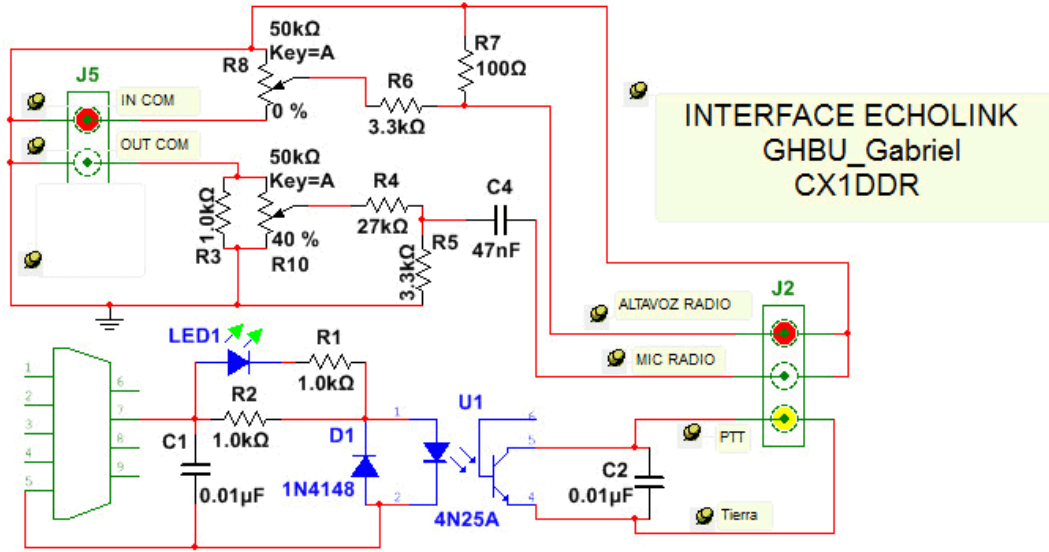 50kΩ
Key=A
R8
0 %
R7
100Ω
R6
3.3kΩ
J5
IN COM
OUT COM
INTERFACE ECHOLINK
GHBU_Gabriel
CX1DDR
50kΩ
Key=A
R4
27kΩ
C4
47nF
1.0kΩ
R3
40 %
R10
R5
3.3kΩ
J2
ALTAVOZ RADIO
MIC RADIO
PTT
Tierra
LED1
R1
1.0kΩ
R2
1.0kΩ
C1
0.01µF
D1
1N4148
U1
4N25A
C2
0.01µF
1
2
3
4
5
6
7
8
9
1
2
6
5
4